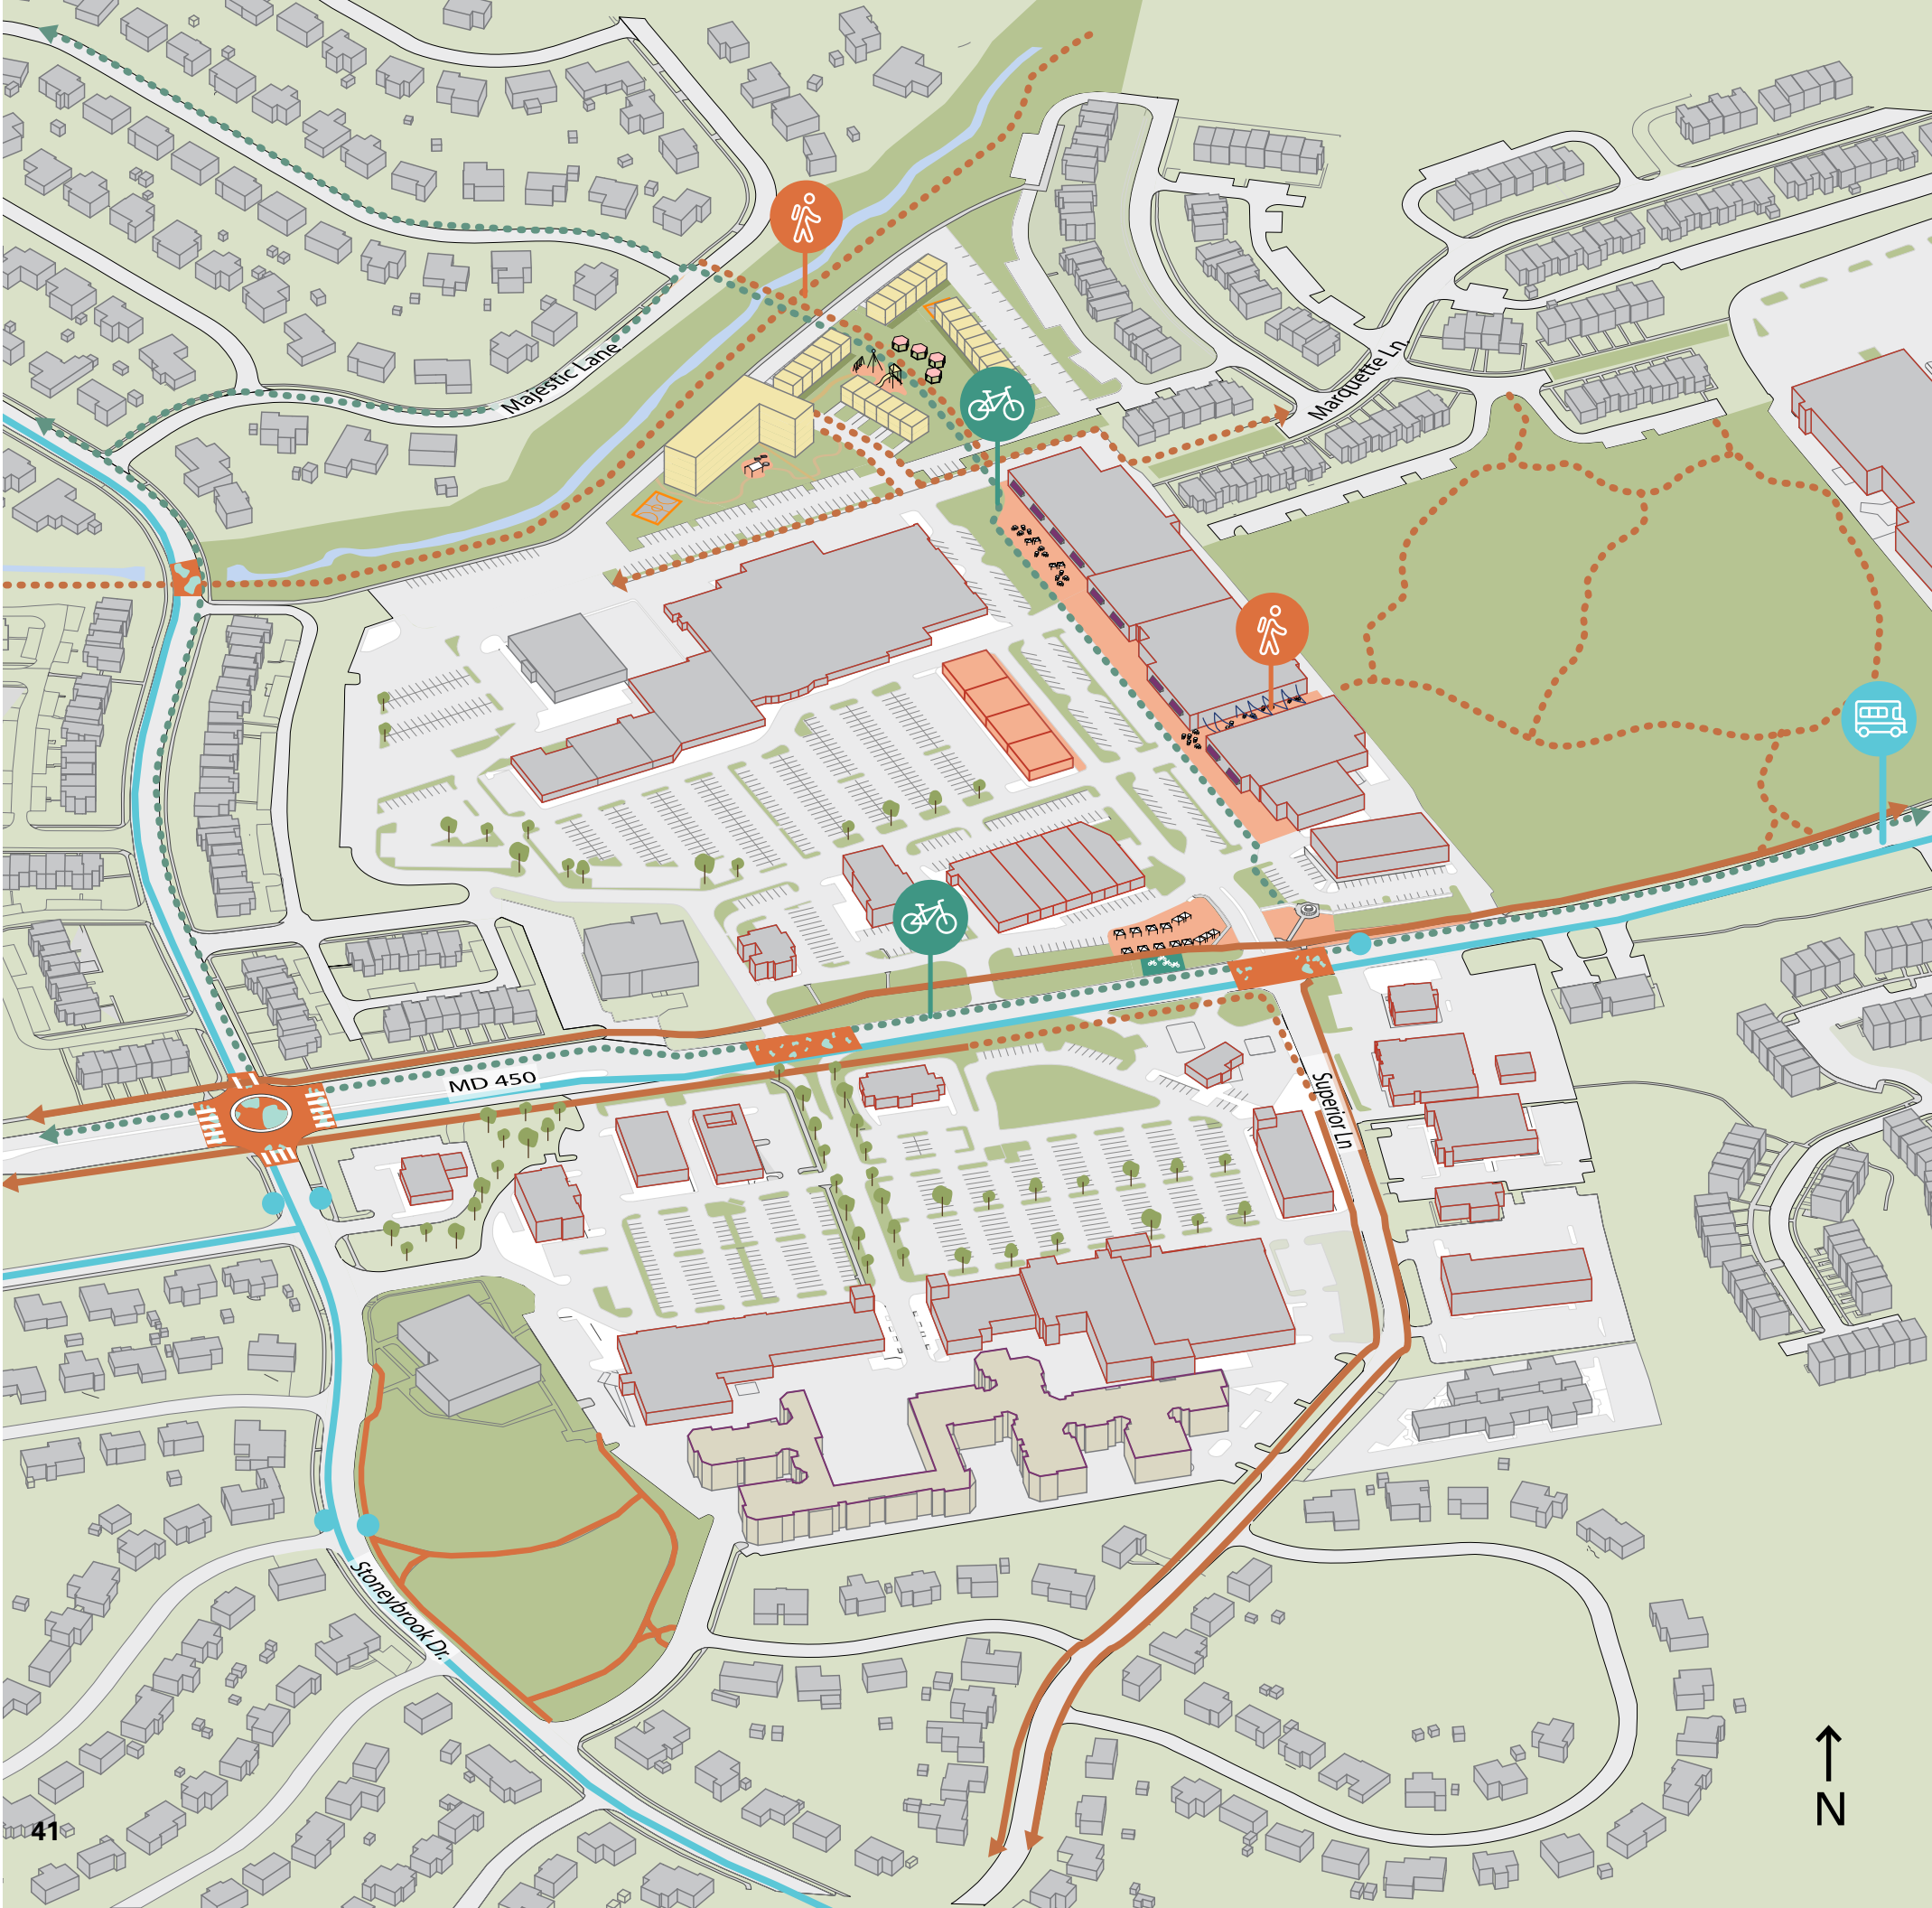 Majestic Lane
Marquette Ln.
MD 450
Superior Ln
Stoneybrook Dr.
N
41